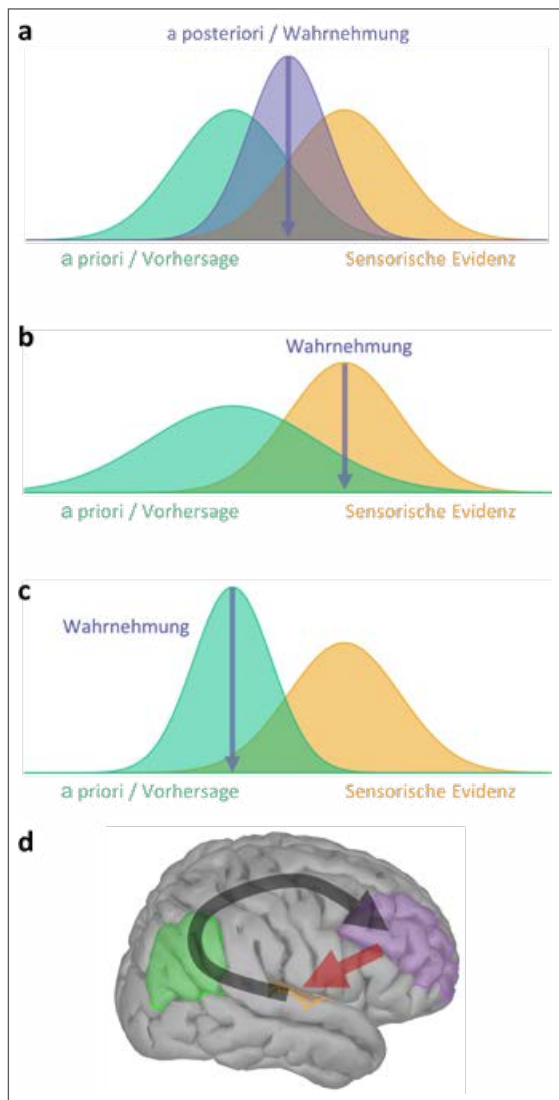 a
a posteriori / Wahrnehmung
a priori / Vorhersage Sensorische Evidenz
b
Wahrnehmung
a priori / Vorhersage Sensorische Evidenz
c
Wahrnehmung
a priori / Vorhersage Sensorische Evidenz
d